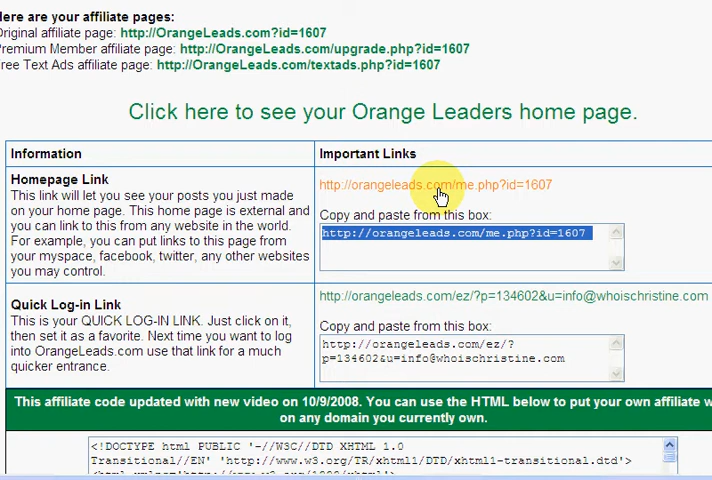 Here are your affiliate pages:
Original affiliate page: http://OrangeLeads.com?id=1607
Premium Member affiliate page: http://OrangeLeads.com/upgrade.php?id=1607
Free Text Ads affiliate page: http://OrangeLeads.com/textads.php?id=1607
Click here to see your Orange Leaders home page.
Information
Important Links
Homepage Link
This link will let you see your posts you just made
on your home page. This home page is external and
you can link to this from any website in the world.
For example, you can put links to this page from
your myspace, facebook, twitter, any other websites
you may control.
http://orangeleads.com/me.php?id=1607
Copy and paste from this box:
http://orangeleads.com/me.php?id=1607
Quick Log-in Link
This is your QUICK LOG-IN LINK. Just click on it,
then set it as a favorite. Next time you want to log
into OrangeLeads.com use that link for a much
quicker entrance.
http://orangeleads.com/ez/?p=134602&u=info@whoischristine.com
Copy and paste from this box:
http://orangeleads.com/ez/?
p=134602&u=info@whoischristine.com
This affiliate code updated with new video on 10/9/2008. You can use the HTML below to put your own affiliate w
on any domain you currently own.
<!DOCTYPE html PUBLIC '-//W3C//DTD XHTML 1.0
Transitional//EN' 'http://www.w3.org/TR/xhtml1/DTD/xhtml1-transitional.dtd'>